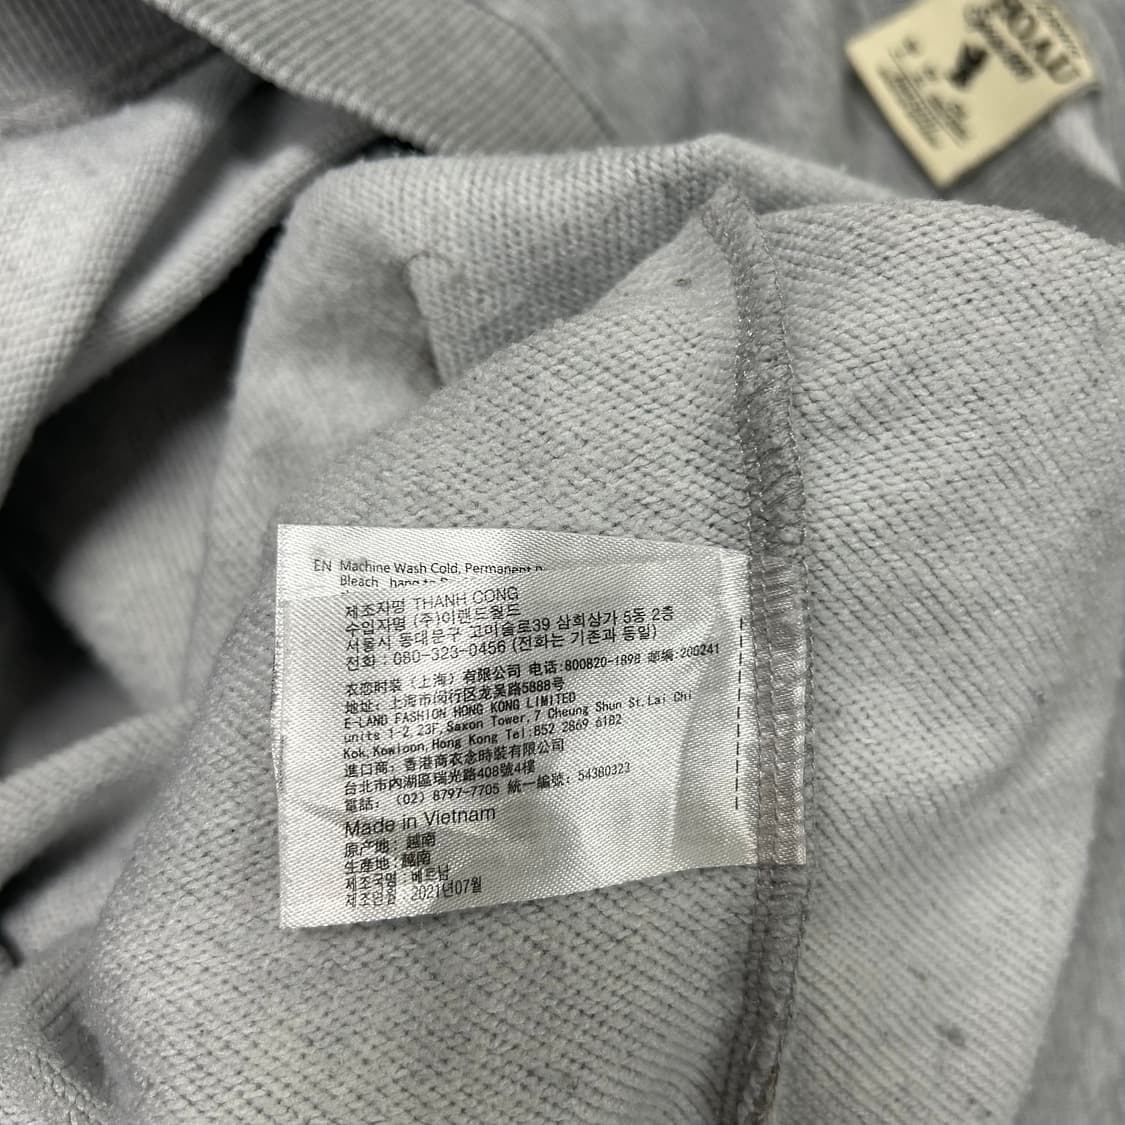 EN Machine Wash Cold, Permanent
Bleach
제조자명 THANH CONG
수입자명 (주)이랜드월드
서울시 동대문구 고미술로39 삼희상가 5동 2층
전화 : 080-323-0456 (전화는 기존과 동일)
衣恋时装（上海）有限公司 电话:800820-1898 邮编:200241
地址: 上海市闵行区龙吴路5888号
E-LAND FASHION HONG KONG LIMITED
units 1-2,23F,Saxon Tower,7 Cheung Shun St.Lai Chi
Kok,Kowloon,Hong Kong Tel:852 2869 6182
進口商: 香港商衣念時裝有限公司
台北市內湖區瑞光路408號4樓
電話: （02）8797-7705 統一編號: 54380323
Made in Vietnam
原产地: 越南
生產地:越南
제조국명 : 베트남
제조년월 : 2021년07월